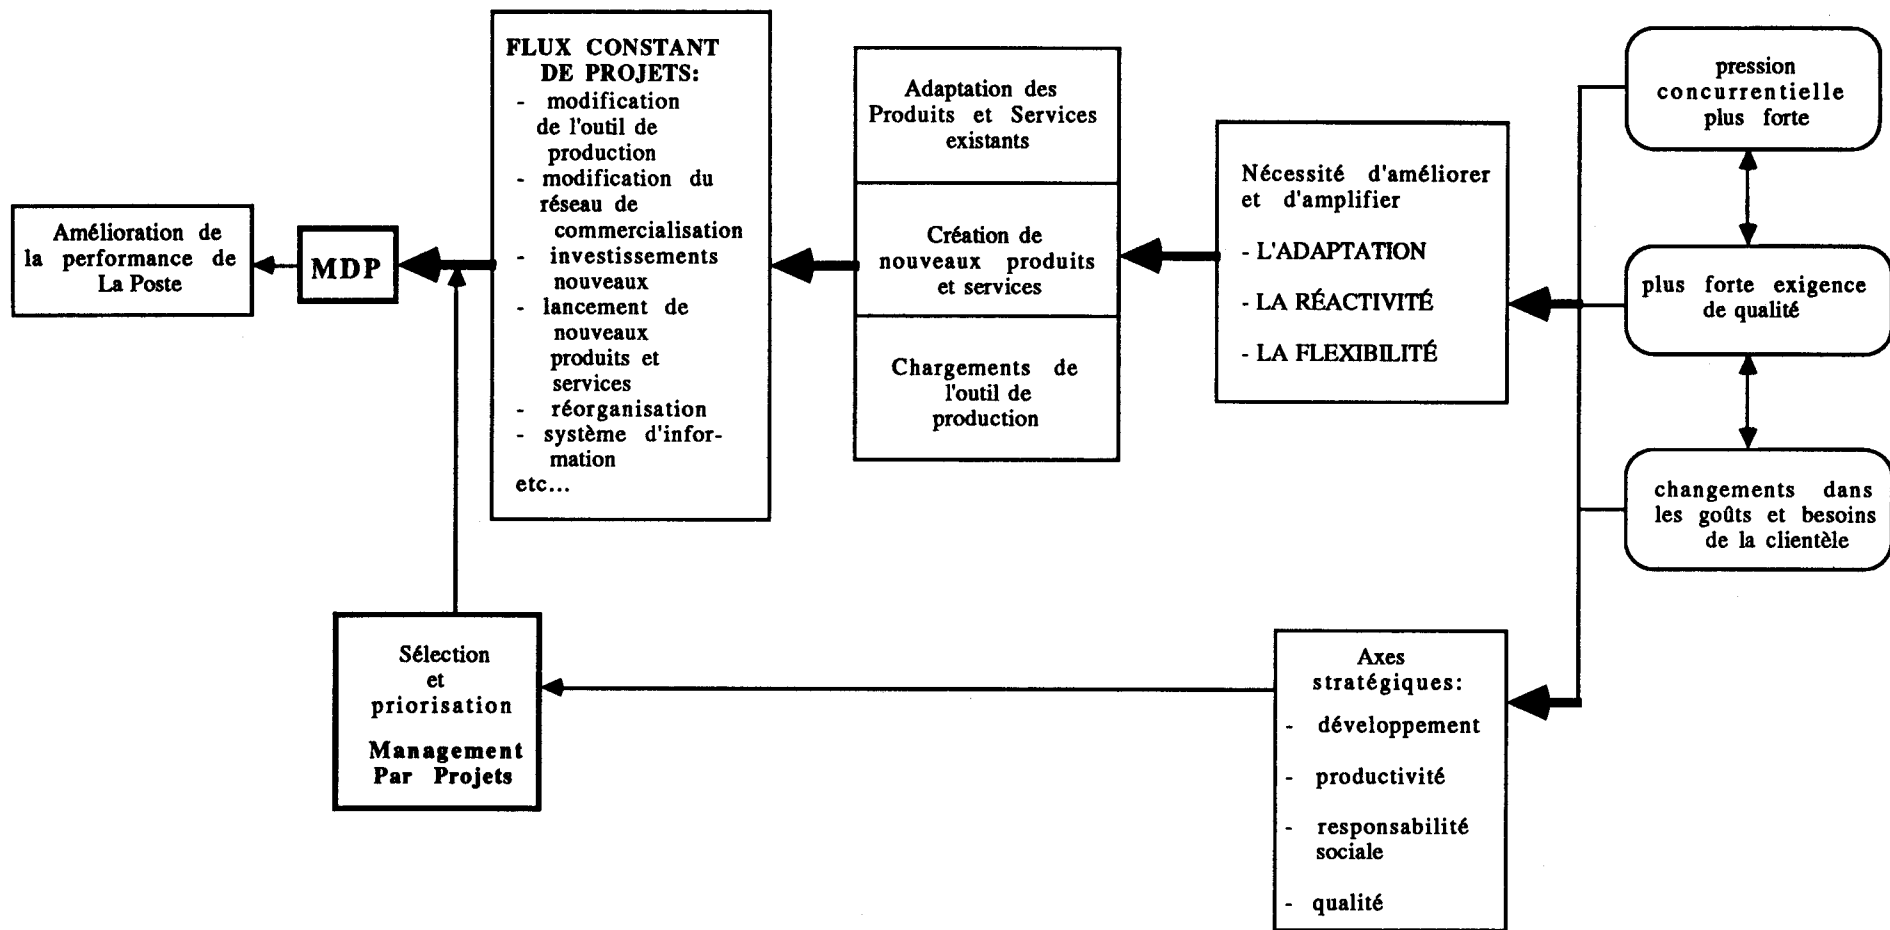 FLUX CONSTANT
DE PROJETS:
- modification
de l'outil de
production
- modification du
réseau de
commercialisation
- investissements
nouveaux
- lancement de
nouveaux
produits et
services
- réorganisation
- système d'infor-
mation
etc...
Adaptation des
Produits et Services
existants
Création de
nouveaux produits
et services
Chargements de
l'outil de
production
Nécessité d'améliorer
et d'amplifier
- L'ADAPTATION
- LA RÉACTIVITÉ
- LA FLEXIBILITÉ
pression
concurrentielle
plus forte
plus forte exigence
de qualité
changements dans
les goûts et besoins
de la clientèle
Amélioration de
la performance de
La Poste
MDP
Sélection
et
priorisation
Management
Par Projets
Axes
stratégiques:
- développement
- productivité
- responsabilité
sociale
- qualité